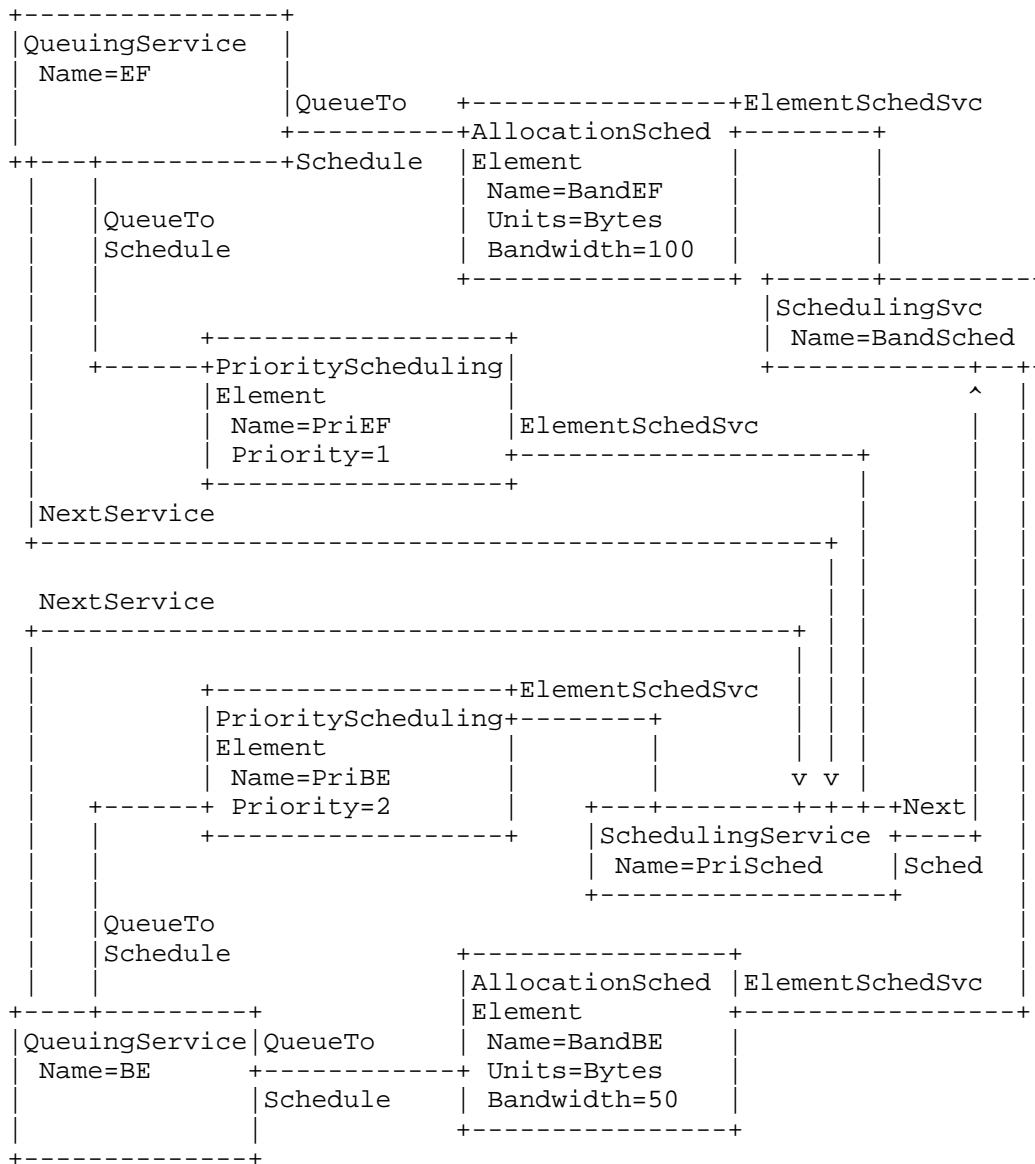 QueuingService
Name=EF
QueueTo ElementSchedSvc
AllocationSched
Schedule Element
Name=BandEF
QueueTo Units=Bytes
Schedule Bandwidth=100
SchedulingSvc
Name=BandSched
PriorityScheduling
Element
Name=PriEF ElementSchedSvc
Priority=1
NextService
NextService
ElementSchedSvc
PriorityScheduling
Element
Name=PriBE v v
Priority=2 Next
SchedulingService
Name=PriSched Sched
QueueTo
Schedule
AllocationSched ElementSchedSvc
Element
QueuingService QueueTo Name=BandBE
Name=BE Units=Bytes
Schedule Bandwidth=50